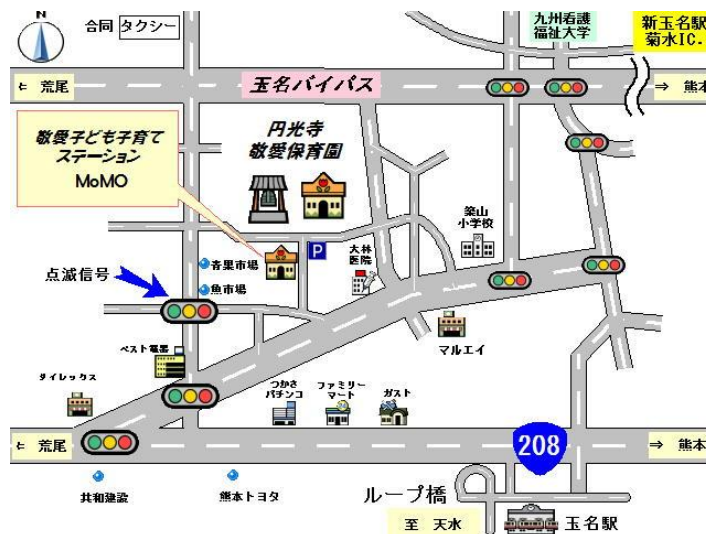 N
合同 タクシー
九州看護
福祉大学
新玉名駅
菊水IC.
← 荒尾
玉名バイパス
→ 熊本
敬愛子ども子育て
ステーション
MoMO
円光寺
敬愛保育園
築山
小学校
P
大林
医院
青果市場
点滅信号
魚市場
マルエイ
ベスト電器
ダイレックス
つかさ
パチンコ
ファミリー
マート
ガスト
← 荒尾
208
→ 熊本
共和建設
熊本トヨタ
ループ橋
至 天水
玉名駅